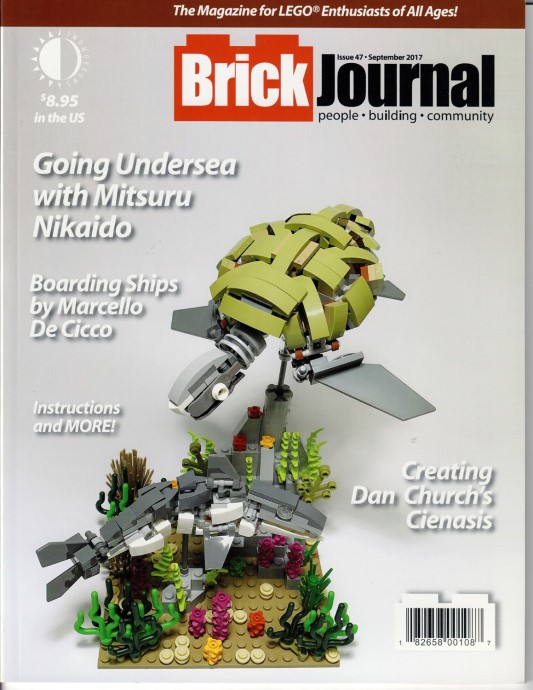 The Magazine for LEGO® Enthusiasts of All Ages!
$8.95
in the US
Issue 47 • September 2017
Brick Journal
people • building • community
Going Undersea
with Mitsuru
Nikaido
Boarding Ships
by Marcello
De Cicco
Instructions
and MORE!
Creating
Dan Church's
Cienasis
1 82658 00108 7